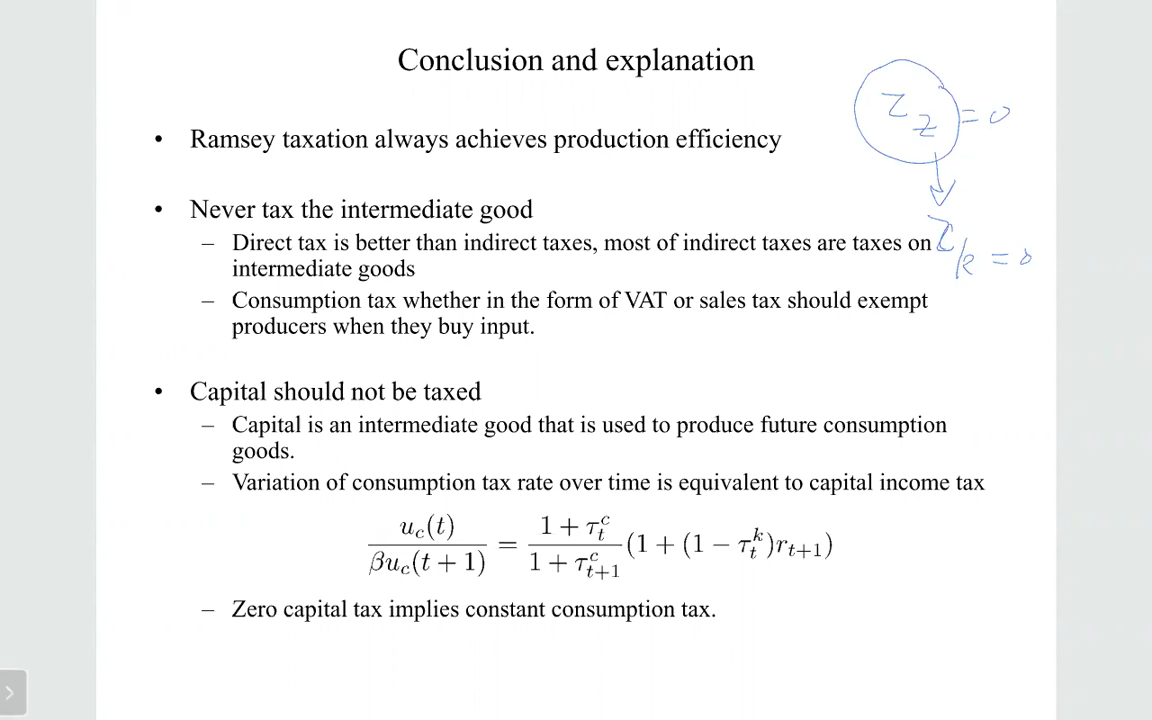 Conclusion and explanation
• Ramsey taxation always achieves production efficiency
• Never tax the intermediate good
– Direct tax is better than indirect taxes, most of indirect taxes are taxes on
intermediate goods
– Consumption tax whether in the form of VAT or sales tax should exempt
producers when they buy input.
• Capital should not be taxed
– Capital is an intermediate good that is used to produce future consumption
goods.
– Variation of consumption tax rate over time is equivalent to capital income tax
u_c(t) / βu_c(t + 1) = (1 + τ_t^c) / (1 + τ_{t+1}^c) (1 + (1 − τ_t^k)r_{t+1})
– Zero capital tax implies constant consumption tax.
= 0
= 0